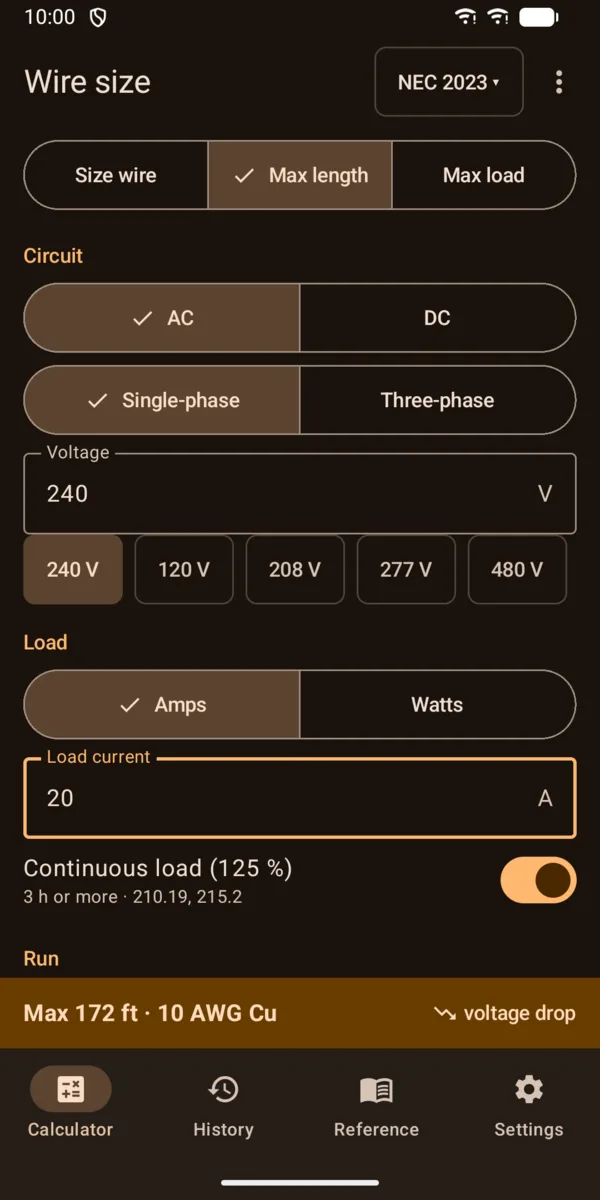 10:00
Wire size
NEC 2023 ▾
Size wire
Max length
Max load
Circuit
AC
DC
Single-phase
Three-phase
Voltage
240
V
240 V
120 V
208 V
277 V
480 V
Load
Amps
Watts
Load current
20
A
Continuous load (125 %)
3 h or more · 210.19, 215.2
Run
Max 172 ft · 10 AWG Cu
voltage drop
Calculator
History
Reference
Settings